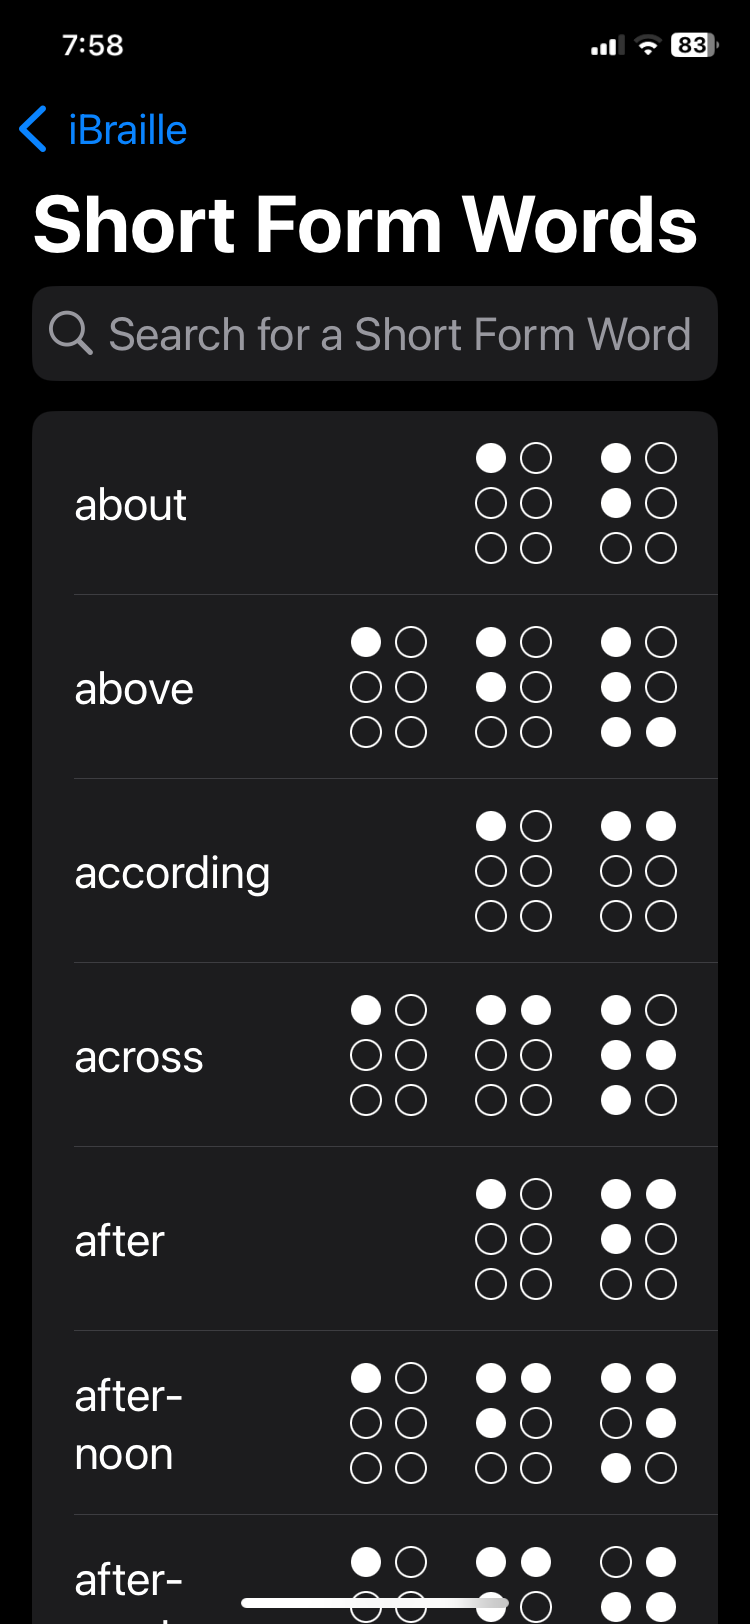 7:58
83
iBraille
Short Form Words
Search for a Short Form Word
about ⠁⠃
above ⠁⠃⠧
according ⠁⠉
across ⠁⠉⠗
after ⠁⠋
after-
noon ⠁⠋⠝
after-